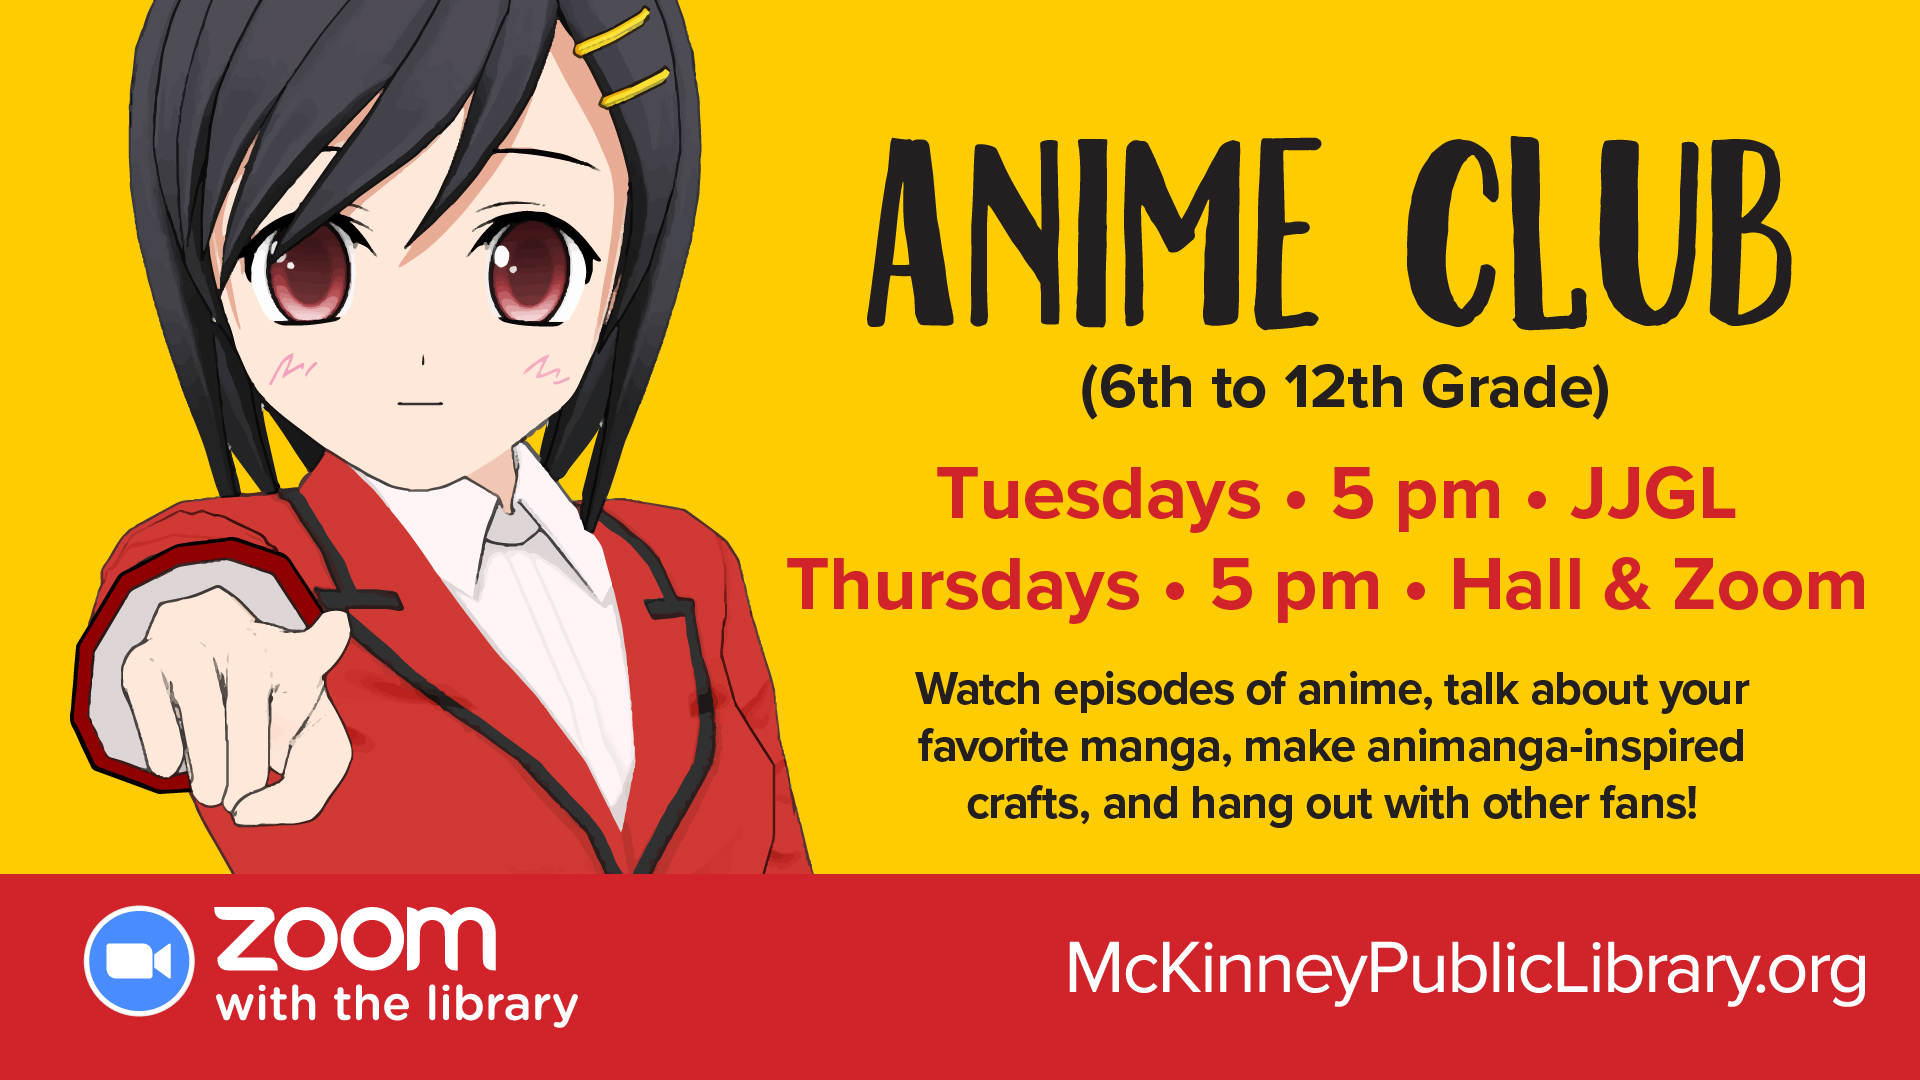 ANIME CLUB
(6th to 12th Grade)
Tuesdays • 5 pm • JJGL
Thursdays • 5 pm • Hall & Zoom
Watch episodes of anime, talk about your
favorite manga, make animanga-inspired
crafts, and hang out with other fans!
zoom
with the library
McKinneyPublicLibrary.org